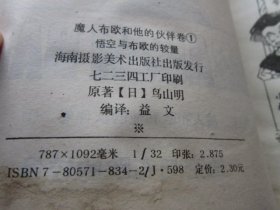 魔人布欧和他的伙伴卷①
悟空与布欧的较量
海南摄影美术出版社出版发行
七二三四工厂印刷
原著【日】鸟山明
编译：益文
※
787×1092毫米 1/32 印张：2.875
ISBN7-80571-834-2/J·598 定价：2.30元